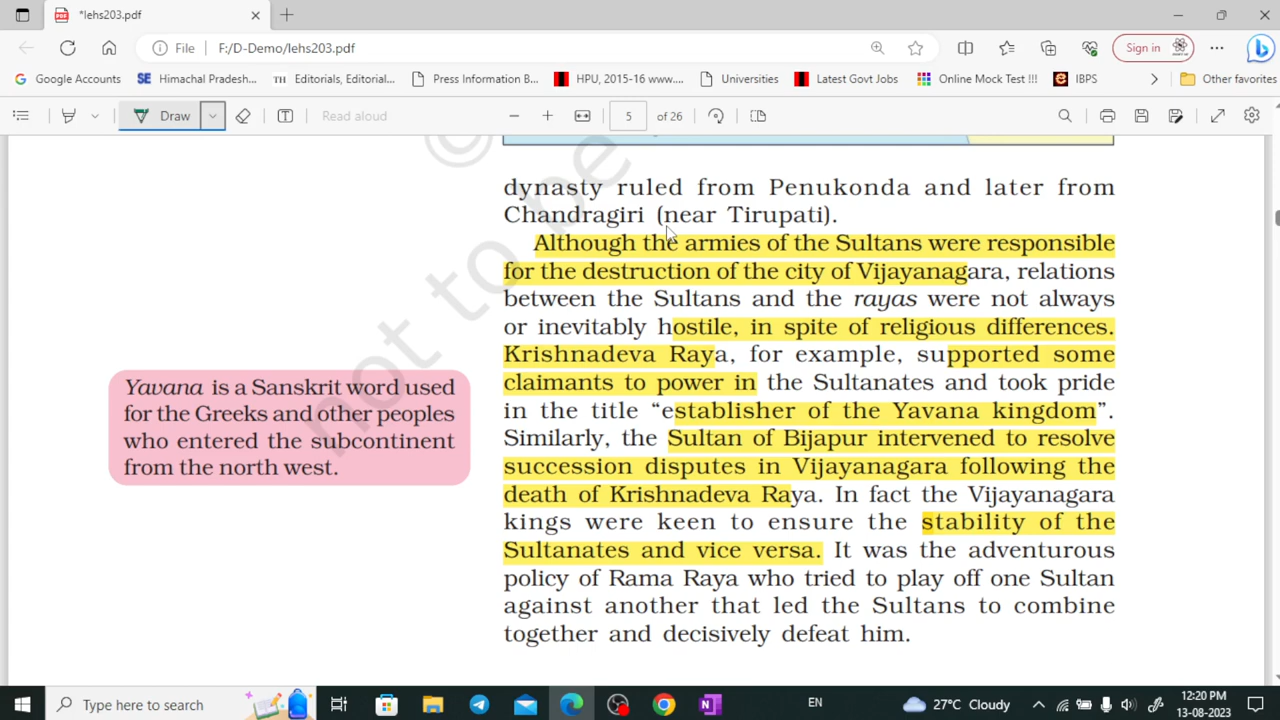 *lehs203.pdf
File F:/D-Demo/lehs203.pdf Sign in
Google Accounts SE Himachal Pradesh... TH Editorials, Editorial... Press Information B... HPU, 2015-16 www.... Universities Latest Govt Jobs Online Mock Test !!! IBPS Other favorites
Draw Read aloud 5 of 26
© not to be
dynasty ruled from Penukonda and later from
Chandragiri (near Tirupati).
Although the armies of the Sultans were responsible
for the destruction of the city of Vijayanagara, relations
between the Sultans and the rayas were not always
or inevitably hostile, in spite of religious differences.
Krishnadeva Raya, for example, supported some
claimants to power in the Sultanates and took pride
in the title “establisher of the Yavana kingdom”.
Similarly, the Sultan of Bijapur intervened to resolve
succession disputes in Vijayanagara following the
death of Krishnadeva Raya. In fact the Vijayanagara
kings were keen to ensure the stability of the
Sultanates and vice versa. It was the adventurous
policy of Rama Raya who tried to play off one Sultan
against another that led the Sultans to combine
together and decisively defeat him.
Yavana is a Sanskrit word used
for the Greeks and other peoples
who entered the subcontinent
from the north west.
Type here to search EN 27°C Cloudy 12:20 PM
13-08-2023